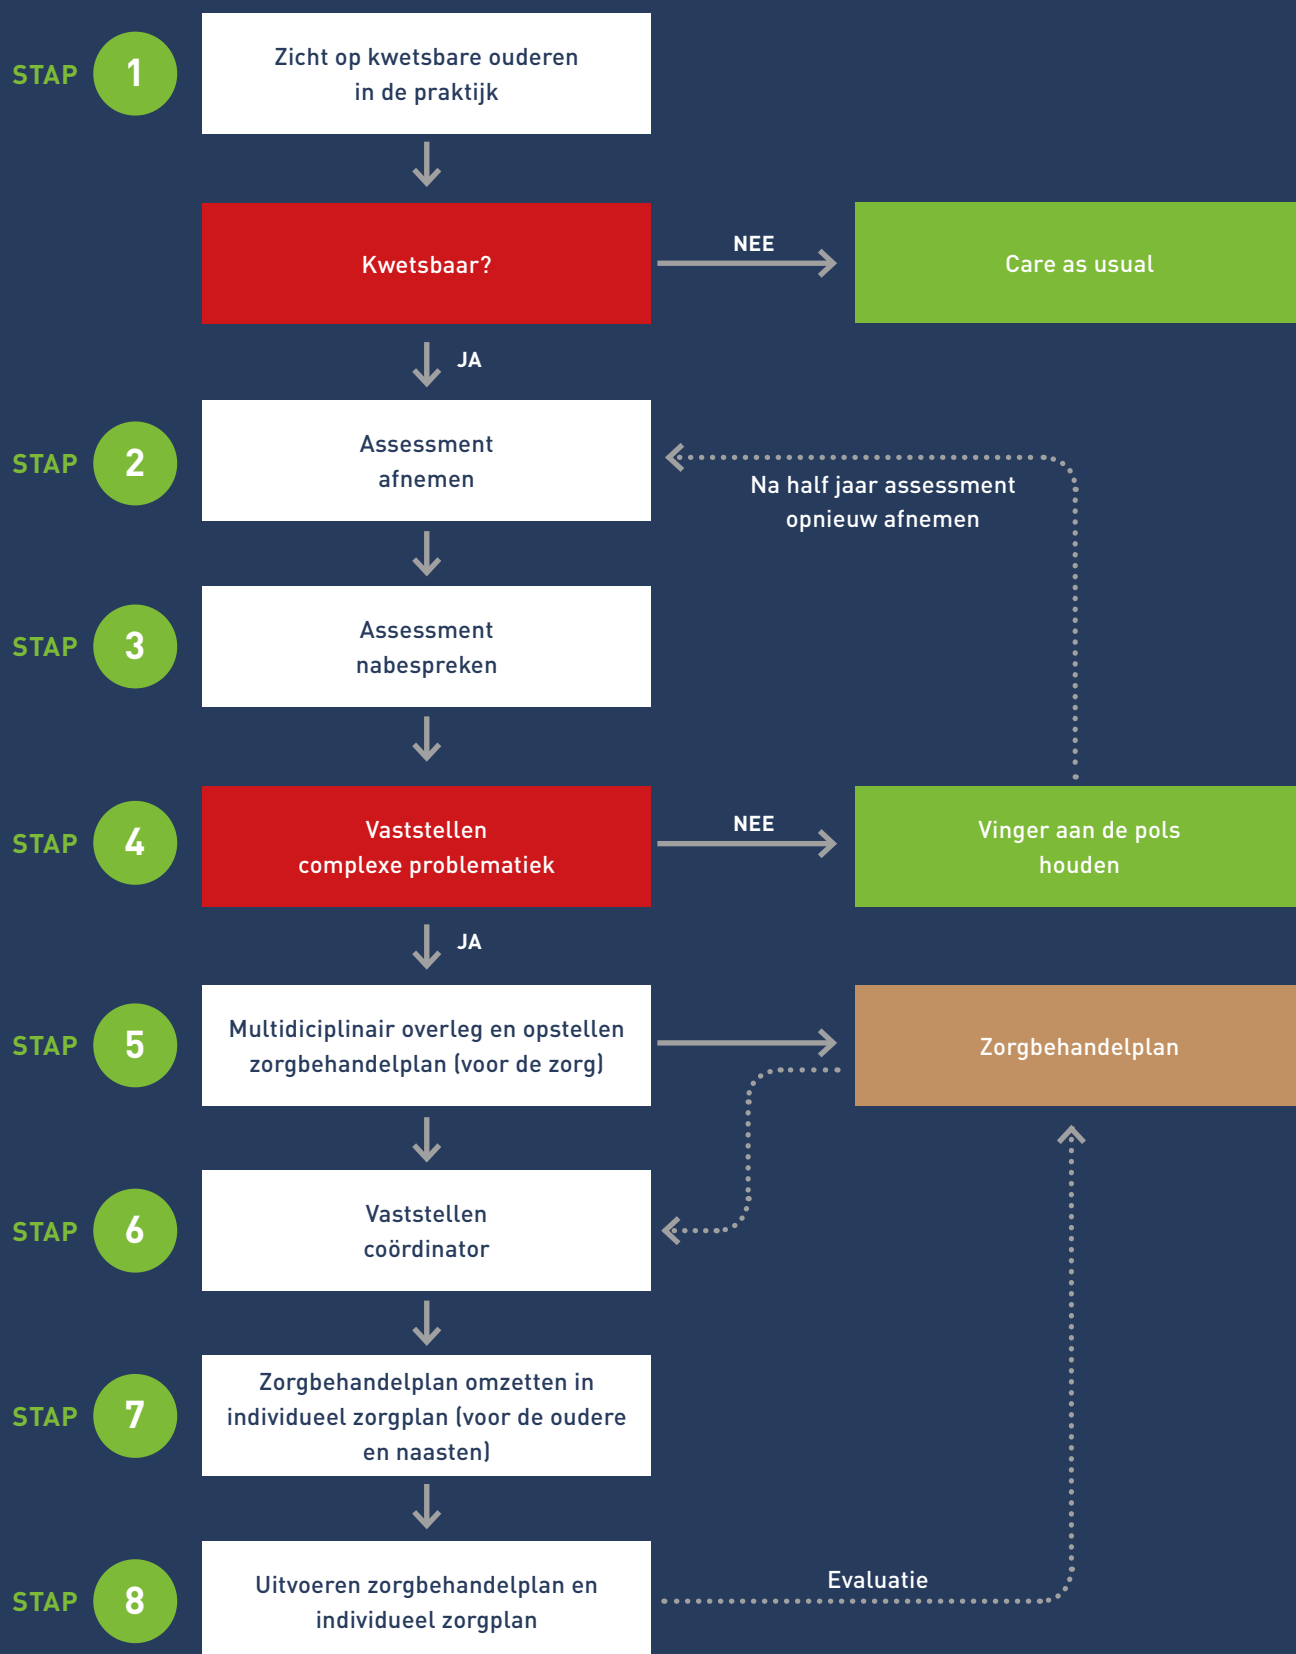 STAP 1
Zicht op kwetsbare ouderen
in de praktijk
Kwetsbaar?
NEE
Care as usual
JA
STAP 2
Assessment
afnemen
Na half jaar assessment
opnieuw afnemen
STAP 3
Assessment
nabespreken
STAP 4
Vaststellen
complexe problematiek
NEE
Vinger aan de pols
houden
JA
STAP 5
Multidiciplinair overleg en opstellen
zorgbehandelplan (voor de zorg)
Zorgbehandelplan
STAP 6
Vaststellen
coördinator
STAP 7
Zorgbehandelplan omzetten in
individueel zorgplan (voor de oudere
en naasten)
STAP 8
Uitvoeren zorgbehandelplan en
individueel zorgplan
Evaluatie